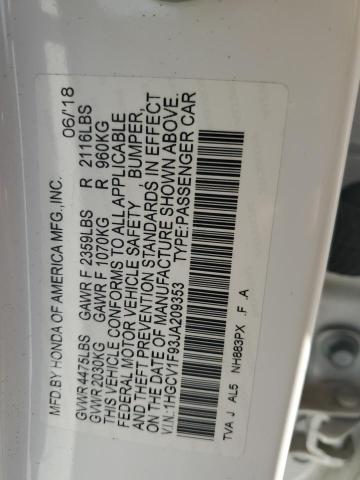 MFD.BY HONDA OF AMERICA MFG.,INC. 06/'18
GVWR 4475LBS GAWR F 2359LBS R 2116LBS
GVWR 2030KG GAWR F 1070KG R 960KG
THIS VEHICLE CONFORMS TO ALL APPLICABLE
FEDERAL MOTOR VEHICLE SAFETY , BUMPER,
AND THEFT PREVENTION STANDARDS IN EFFECT
ON THE DATE OF MANUFACTURE SHOWN ABOVE.
V.I.N.:1HGCV1F93JA209353 TYPE:PASSENGER CAR
TVA J AL5 NH883PX .F .A